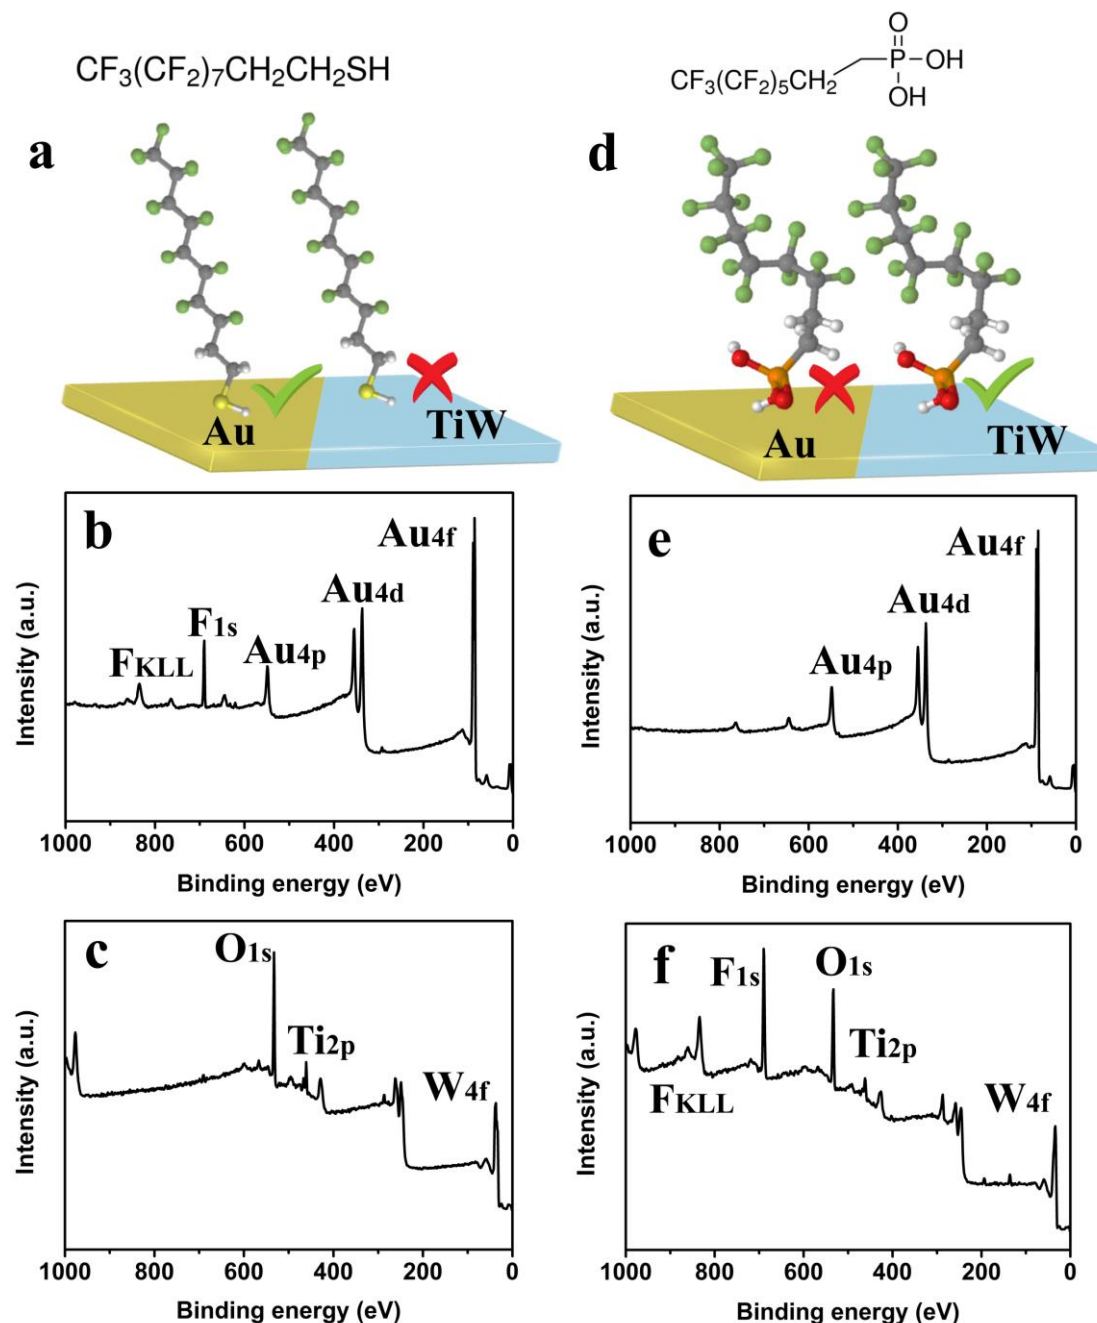 CF3(CF2)7CH2CH2SH
a
Au
TiW
O
P
OH
CF3(CF2)5CH2
OH
d
Au
TiW
b
Au4f
Au4d
F1s
Au4p
FKLL
Intensity (a.u.)
1000 800 600 400 200 0
Binding energy (eV)
e
Au4f
Au4d
Au4p
Intensity (a.u.)
1000 800 600 400 200 0
Binding energy (eV)
c
O1s
Ti2p
W4f
Intensity (a.u.)
1000 800 600 400 200 0
Binding energy (eV)
f
F1s
O1s
Ti2p
FKLL
W4f
Intensity (a.u.)
1000 800 600 400 200 0
Binding energy (eV)